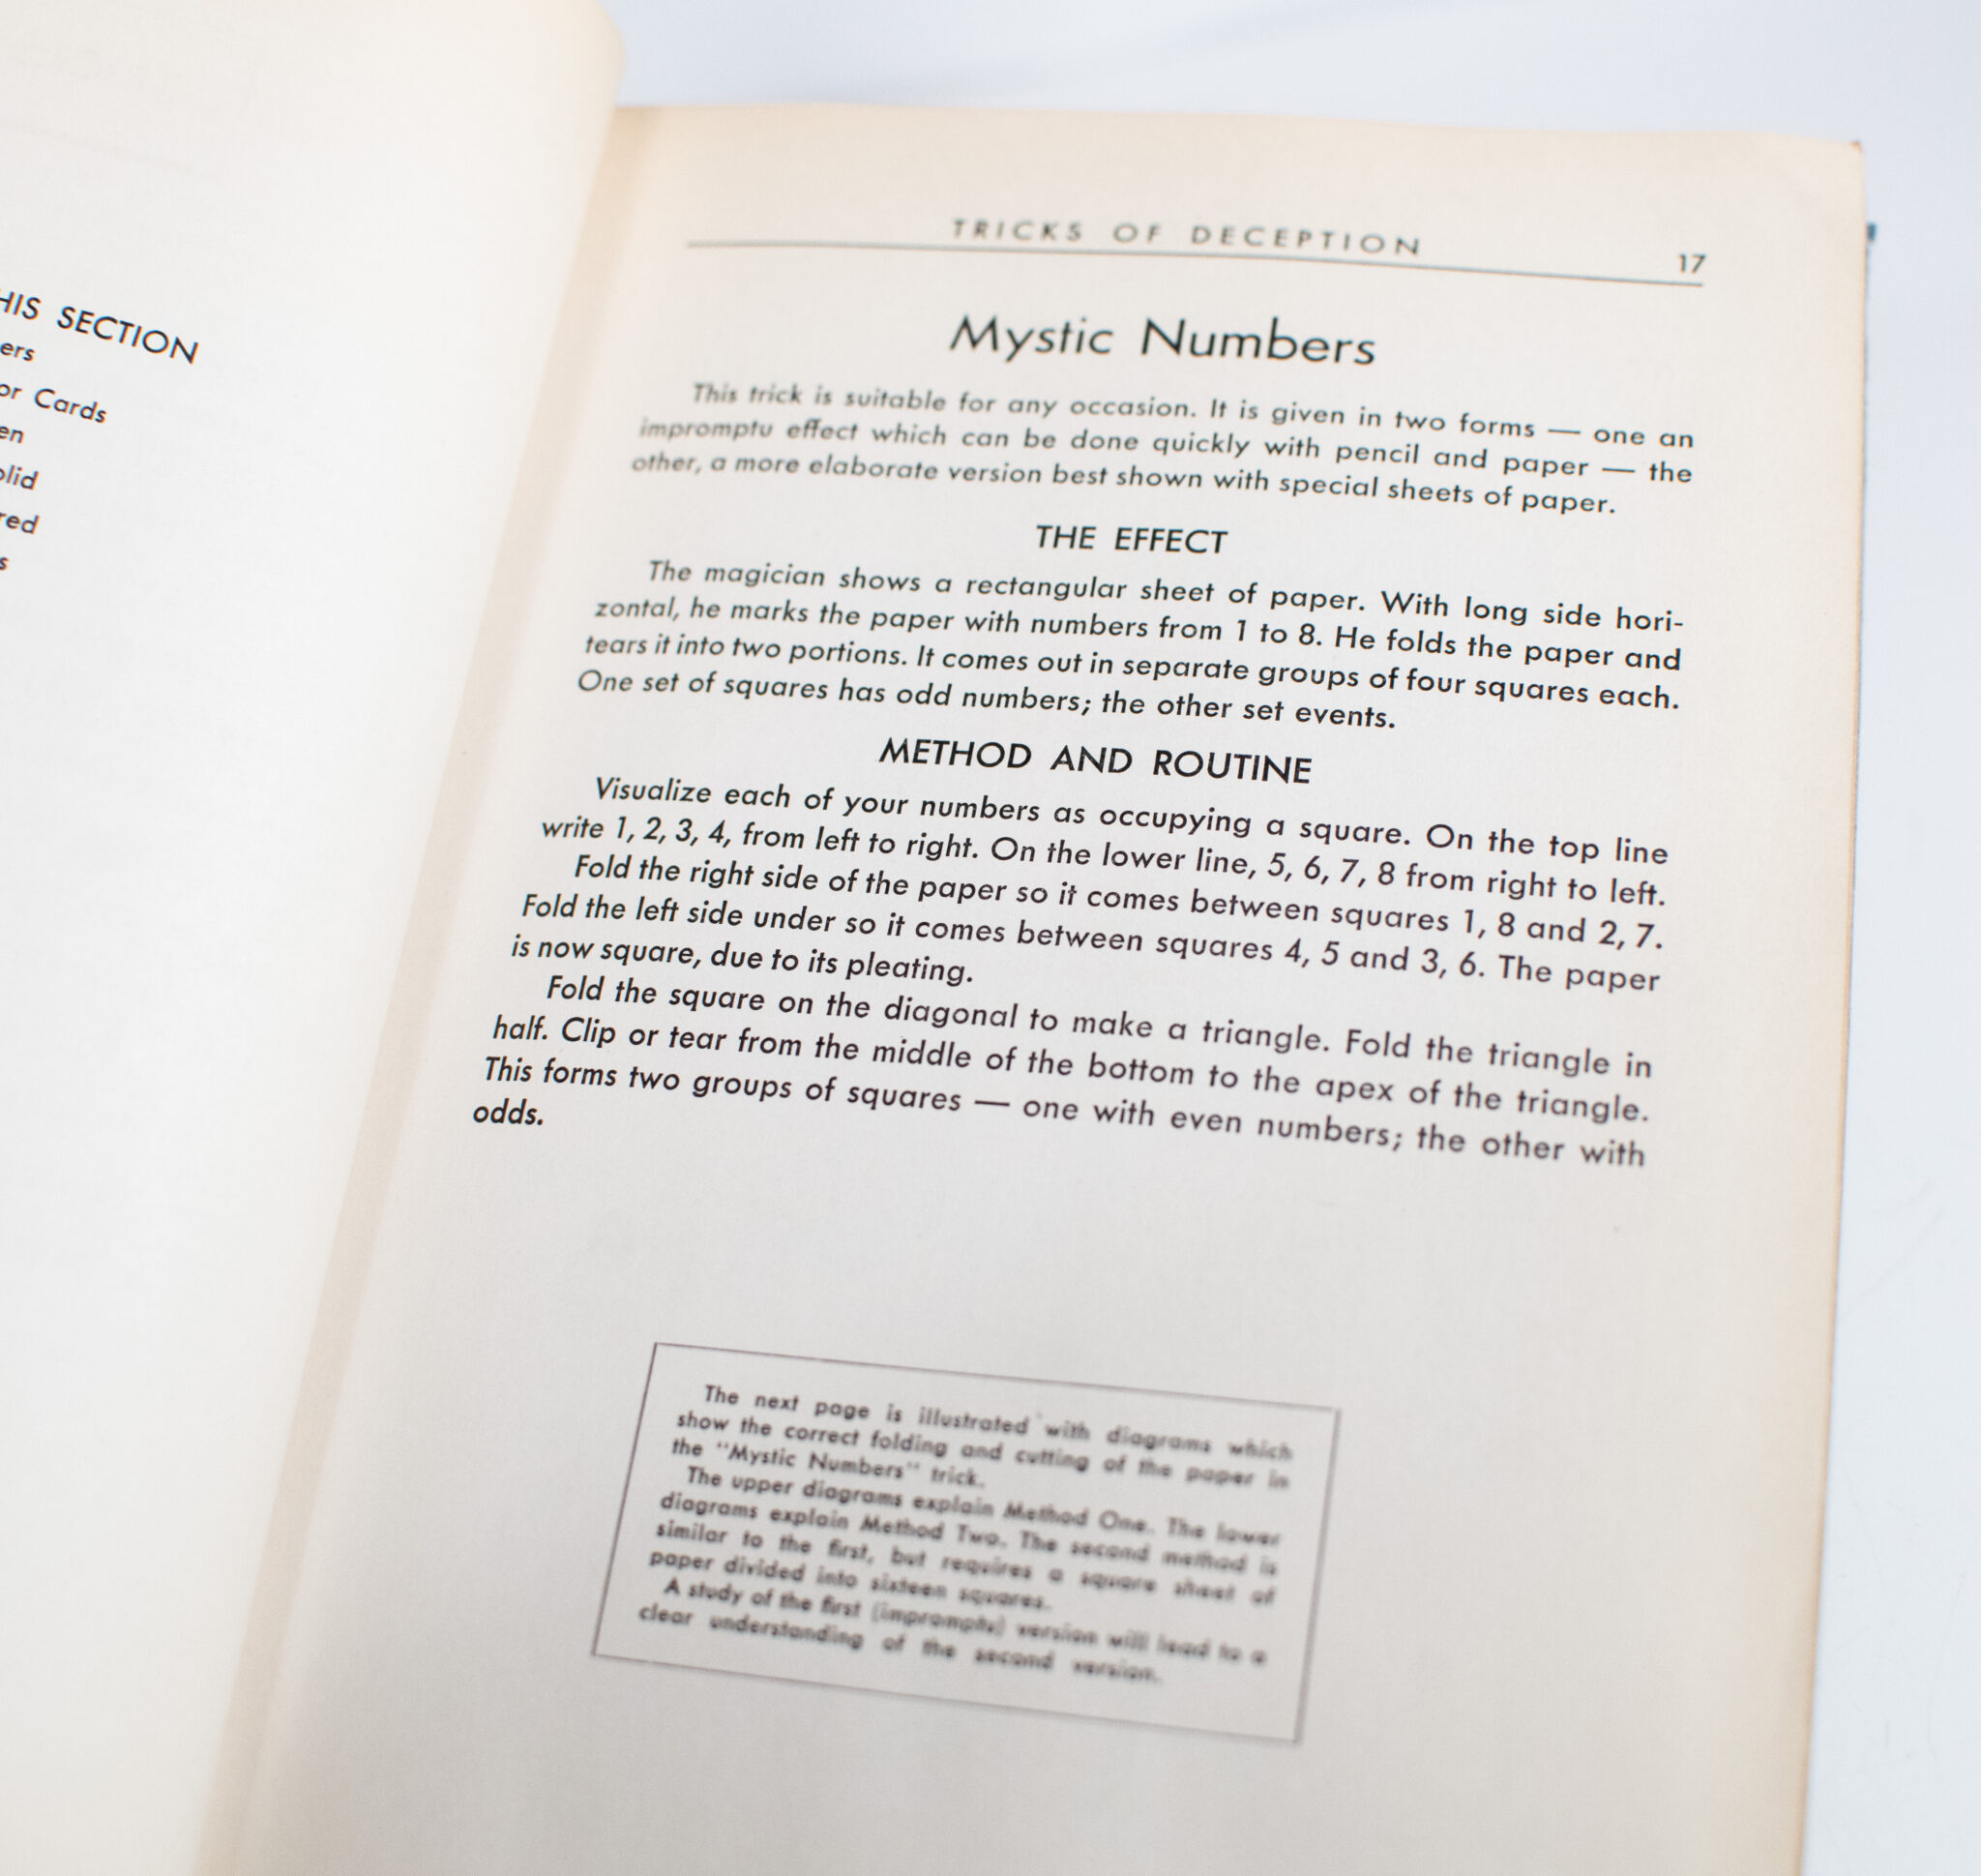 HIS SECTION
ers
or Cards
en
olid
red
s
TRICKS OF DECEPTION
17
Mystic Numbers
This trick is suitable for any occasion. It is given in two forms — one an
impromptu effect which can be done quickly with pencil and paper — the
other, a more elaborate version best shown with special sheets of paper.
THE EFFECT
The magician shows a rectangular sheet of paper. With long side hori-
zontal, he marks the paper with numbers from 1 to 8. He folds the paper and
tears it into two portions. It comes out in separate groups of four squares each.
One set of squares has odd numbers; the other set events.
METHOD AND ROUTINE
Visualize each of your numbers as occupying a square. On the top line
write 1, 2, 3, 4, from left to right. On the lower line, 5, 6, 7, 8 from right to left.
Fold the right side of the paper so it comes between squares 1, 8 and 2, 7.
Fold the left side under so it comes between squares 4, 5 and 3, 6. The paper
is now square, due to its pleating.
Fold the square on the diagonal to make a triangle. Fold the triangle in
half. Clip or tear from the middle of the bottom to the apex of the triangle.
This forms two groups of squares — one with even numbers; the other with
odds.
The next page is illustrated with diagrams which
show the correct folding and cutting of the paper in
the "Mystic Numbers" trick.
The upper diagrams explain Method One. The lower
diagrams explain Method Two. The second method is
similar to the first, but requires a square sheet of
paper divided into sixteen squares.
A study of the first (impromptu) version will lead to a
clear understanding of the second version.